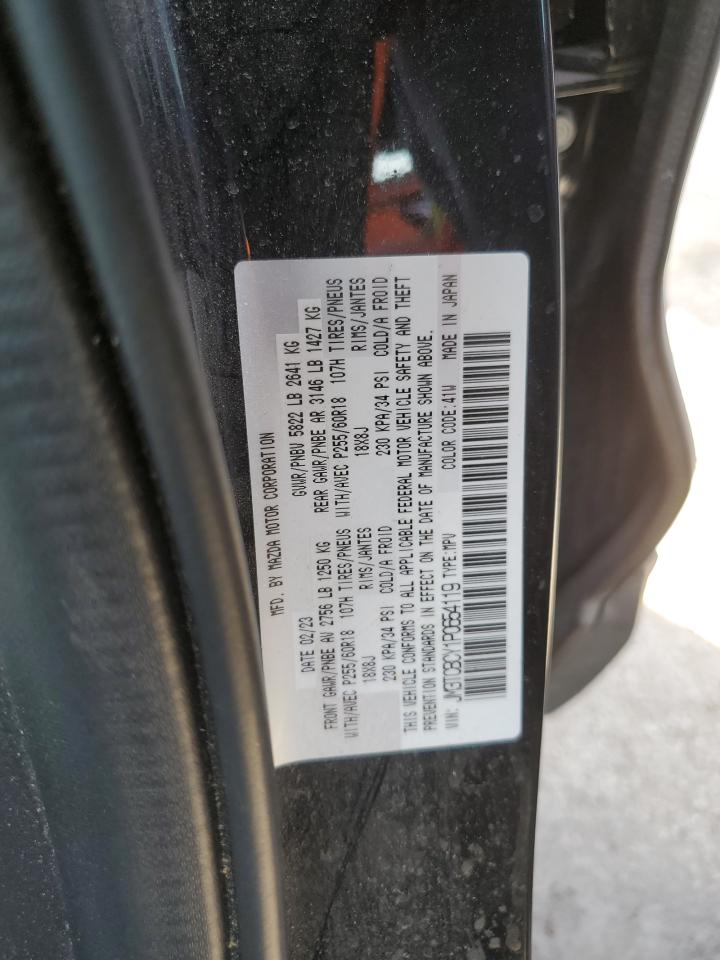 MFD. BY MAZDA MOTOR CORPORATION
DATE 02/23 GVWR/PNBV 5822 LB 2641 KG
FRONT GAWR/PNBE AV 2756 LB 1250 KG REAR GAWR/PNBE AR 3146 LB 1427 KG
WITH/AVEC P255/60R18 107H TIRES/PNEUS WITH/AVEC P255/60R18 107H TIRES/PNEUS
18X8J RIMS/JANTES 18X8J RIMS/JANTES
230 KPA/34 PSI COLD/A FROID 230 KPA/34 PSI COLD/A FROID
THIS VEHICLE CONFORMS TO ALL APPLICABLE FEDERAL MOTOR VEHICLE SAFETY AND THEFT
PREVENTION STANDARDS IN EFFECT ON THE DATE OF MANUFACTURE SHOWN ABOVE.
VIN: JM3TCBCY1P0654119 TYPE:MPV COLOR CODE:41W MADE IN JAPAN